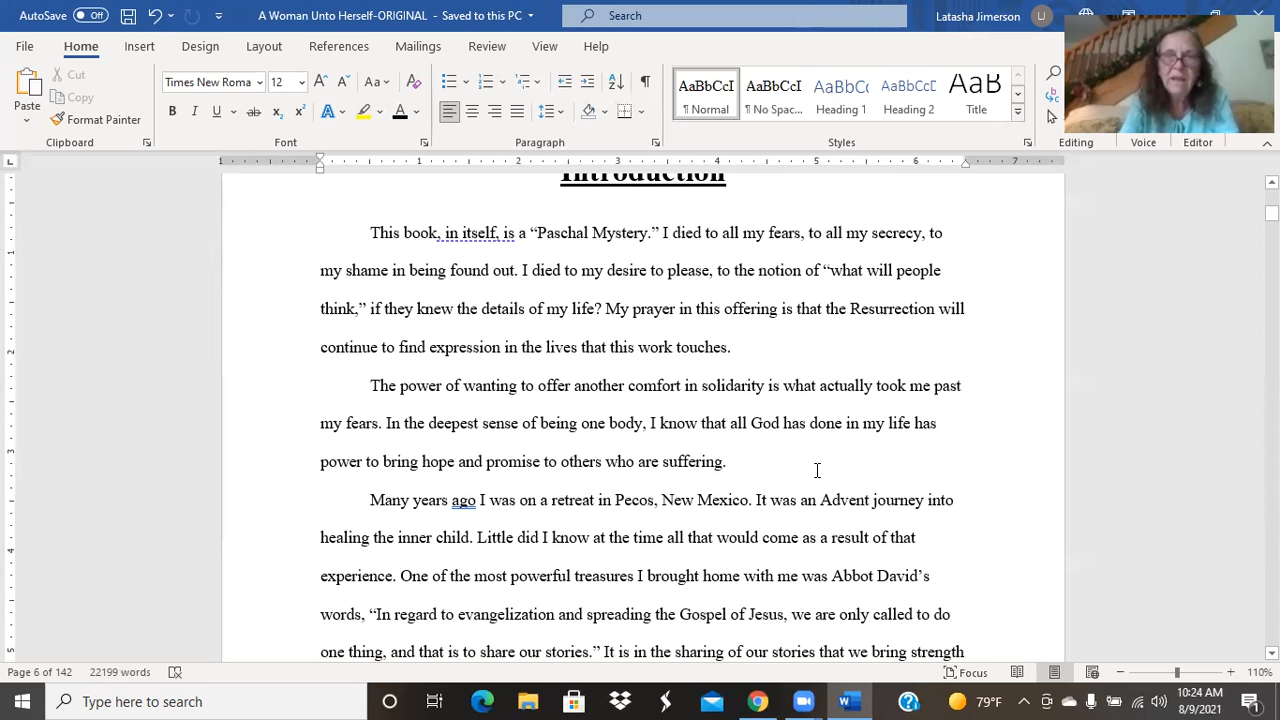 AutoSave Off A Woman Unto Herself-ORIGINAL - Saved to this PC Search Latasha Jimerson LJ
File Home Insert Design Layout References Mailings Review View Help
Paste Cut Copy Format Painter
Times New Roma 12 Aa
B I U ab A A
AaBbCcI AaBbCcI AaBbCcI AaBbCcI AaB
¶ Normal ¶ No Spac... Heading 1 Heading 2 Title
Clipboard Font Paragraph Styles Editing Voice Editor
1 1 2 3 4 5 6 7
Introduction
This book, in itself, is a “Paschal Mystery.” I died to all my fears, to all my secrecy, to
my shame in being found out. I died to my desire to please, to the notion of “what will people
think,” if they knew the details of my life? My prayer in this offering is that the Resurrection will
continue to find expression in the lives that this work touches.
The power of wanting to offer another comfort in solidarity is what actually took me past
my fears. In the deepest sense of being one body, I know that all God has done in my life has
power to bring hope and promise to others who are suffering.
Many years ago I was on a retreat in Pecos, New Mexico. It was an Advent journey into
healing the inner child. Little did I know at the time all that would come as a result of that
experience. One of the most powerful treasures I brought home with me was Abbot David’s
words, “In regard to evangelization and spreading the Gospel of Jesus, we are only called to do
one thing, and that is to share our stories.” It is in the sharing of our stories that we bring strength
Page 6 of 142 22199 words Focus 110%
Type here to search 79°F 10:24 AM
8/9/2021